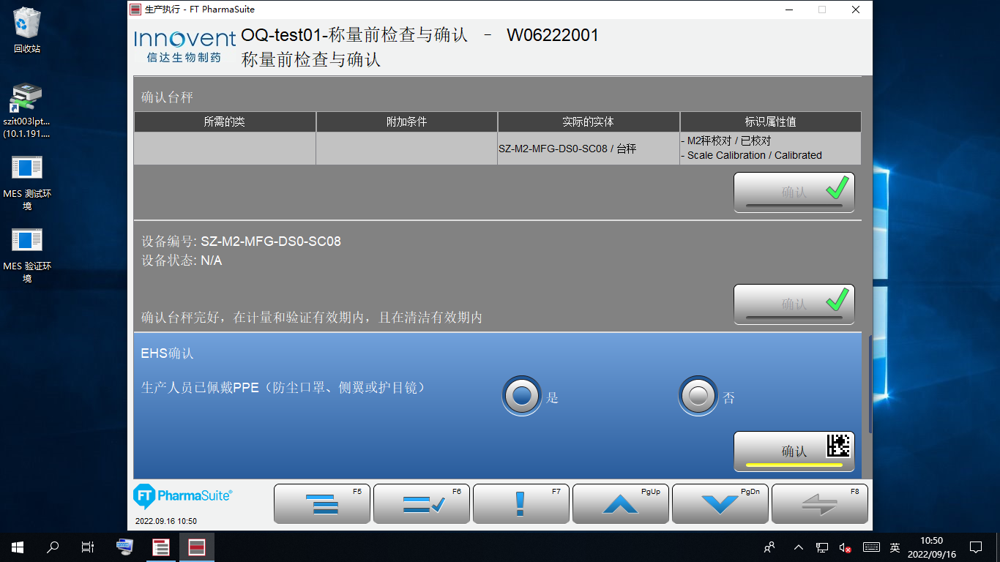 回收站
szit003lpt...
(10.1.191....
MES 测试环
境
MES 验证环
境
生产执行 - FT PharmaSuite
Innovent
信达生物制药
OQ-test01-称量前检查与确认 - W06222001
称量前检查与确认
确认台秤
所需的类 附加条件 实际的实体 标识属性值
SZ-M2-MFG-DS0-SC08 / 台秤
- M2秤校对 / 已校对
- Scale Calibration / Calibrated
确认
设备编号: SZ-M2-MFG-DS0-SC08
设备状态: N/A
确认
确认台秤完好，在计量和验证有效期内，且在清洁有效期内
EHS确认
生产人员已佩戴PPE（防尘口罩、侧翼或护目镜）
是
否
确认
FT PharmaSuite®
2022.09.16 10:50
F5
F6
F7
PgUp
PgDn
F8
英
10:50
2022/09/16